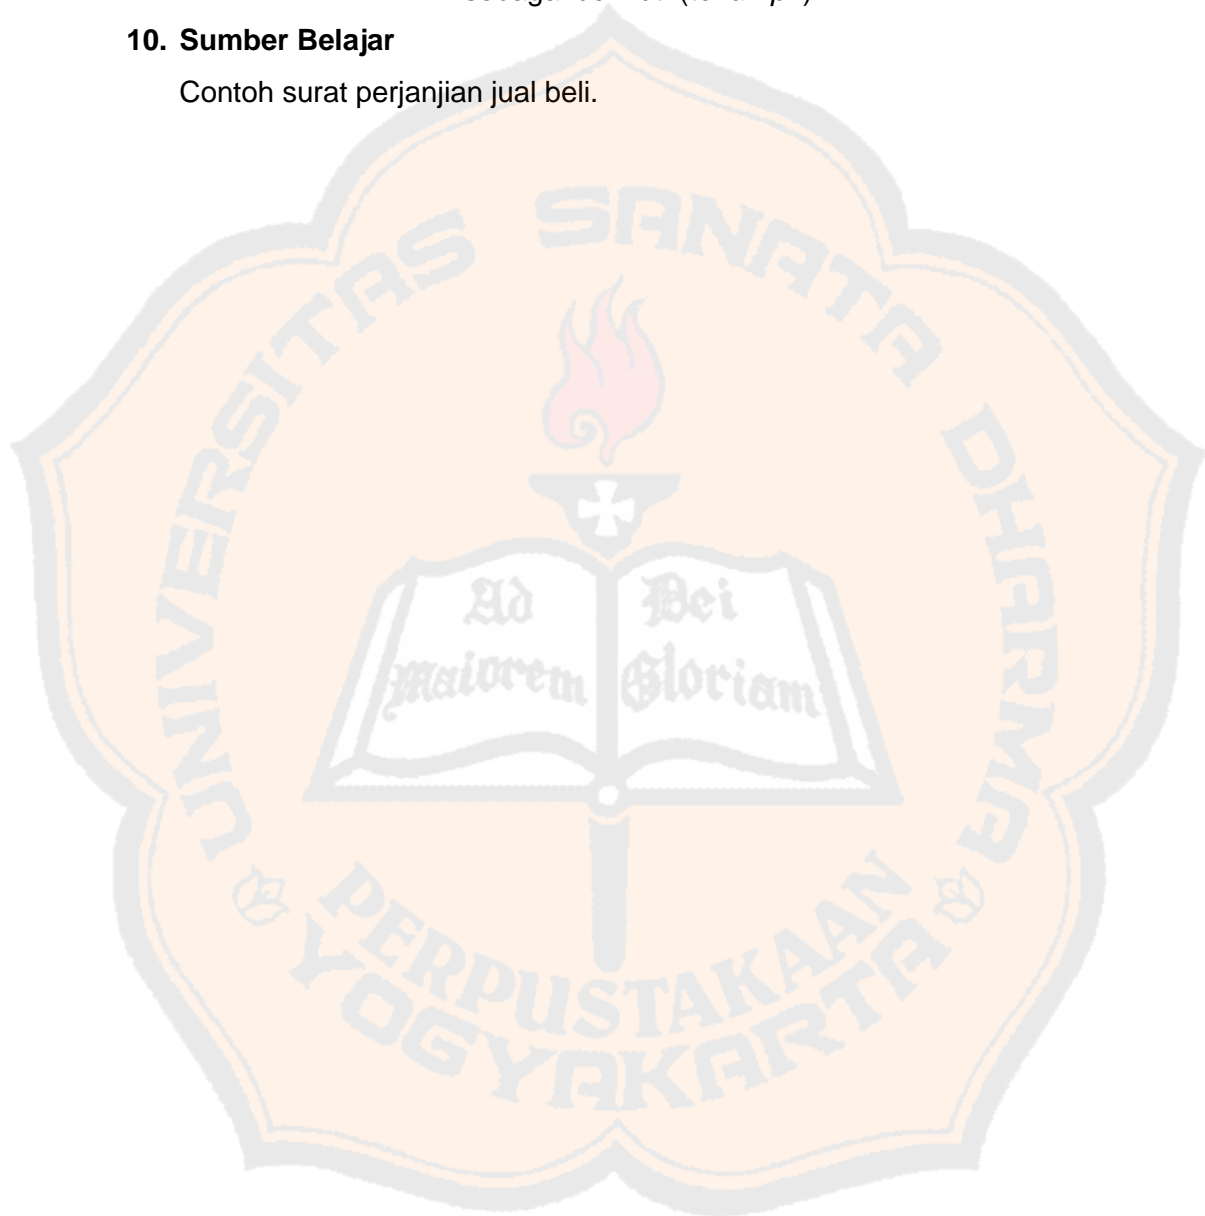 10. Sumber Belajar
Contoh surat perjanjian jual beli.
UNIVERSITAS SANATA DHARMA
Ad
maiorem
Dei
Gloriam
PERPUSTAKAAN
YOGYAKARTA